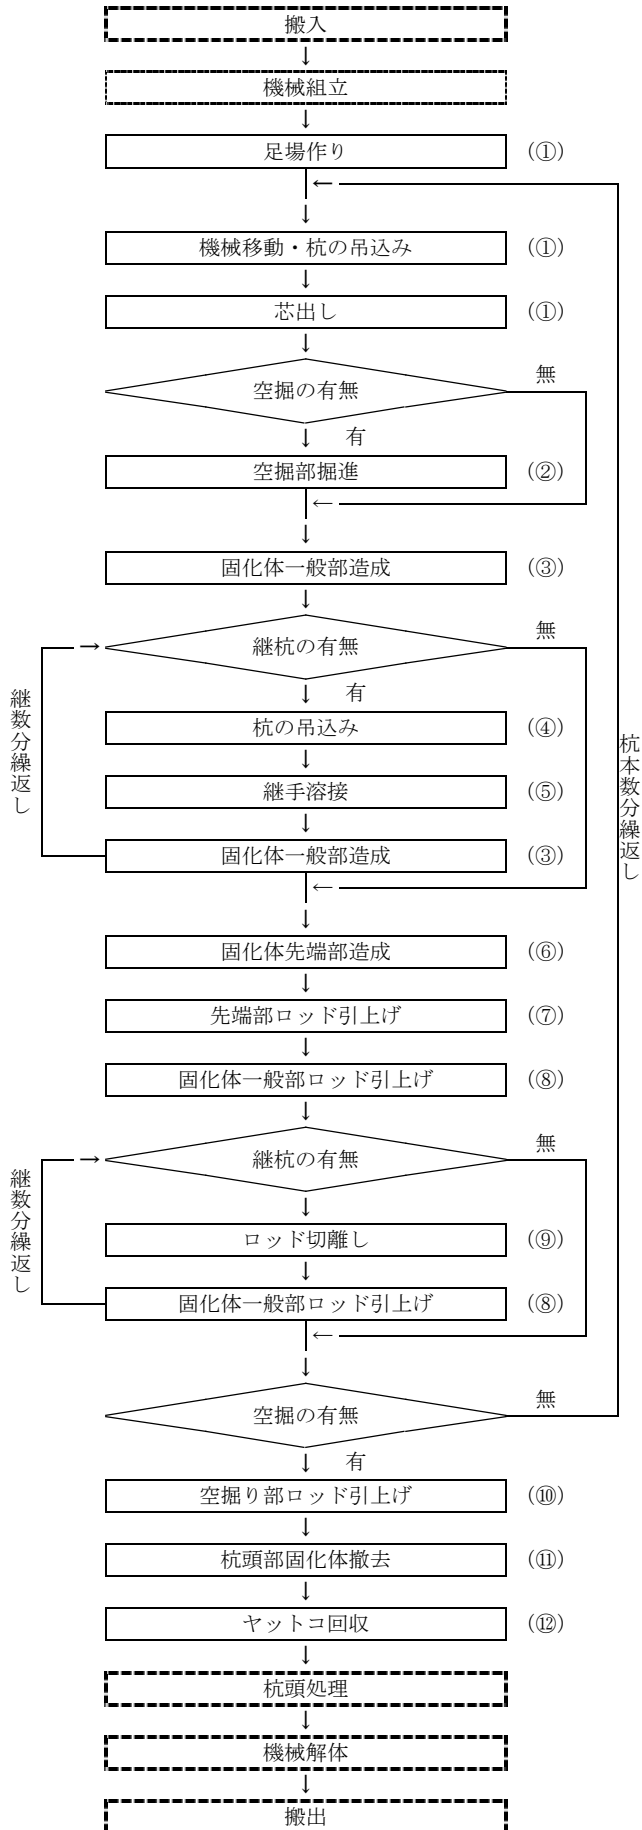 搬入
↓
機械組立
↓
足場作り (①)
←
↓
機械移動・杭の吊込み (①)
↓
芯出し (①)
↓
空掘の有無 無
↓ 有
空掘部掘進 (②)
←
↓
固化体一般部造成 (③)
↓
→ 継杭の有無 無
↓ 有
杭の吊込み (④)
↓
継手溶接 (⑤)
↓
固化体一般部造成 (③)
継数分繰返し
杭本数分繰返し
←
↓
固化体先端部造成 (⑥)
↓
先端部ロッド引上げ (⑦)
↓
固化体一般部ロッド引上げ (⑧)
↓
→ 継杭の有無 無
↓
ロッド切離し (⑨)
↓
固化体一般部ロッド引上げ (⑧)
継数分繰返し
←
↓
空掘の有無 無
↓ 有
空掘り部ロッド引上げ (⑩)
↓
杭頭部固化体撤去 (⑪)
↓
ヤットコ回収 (⑫)
↓
杭頭処理
↓
機械解体
↓
搬出